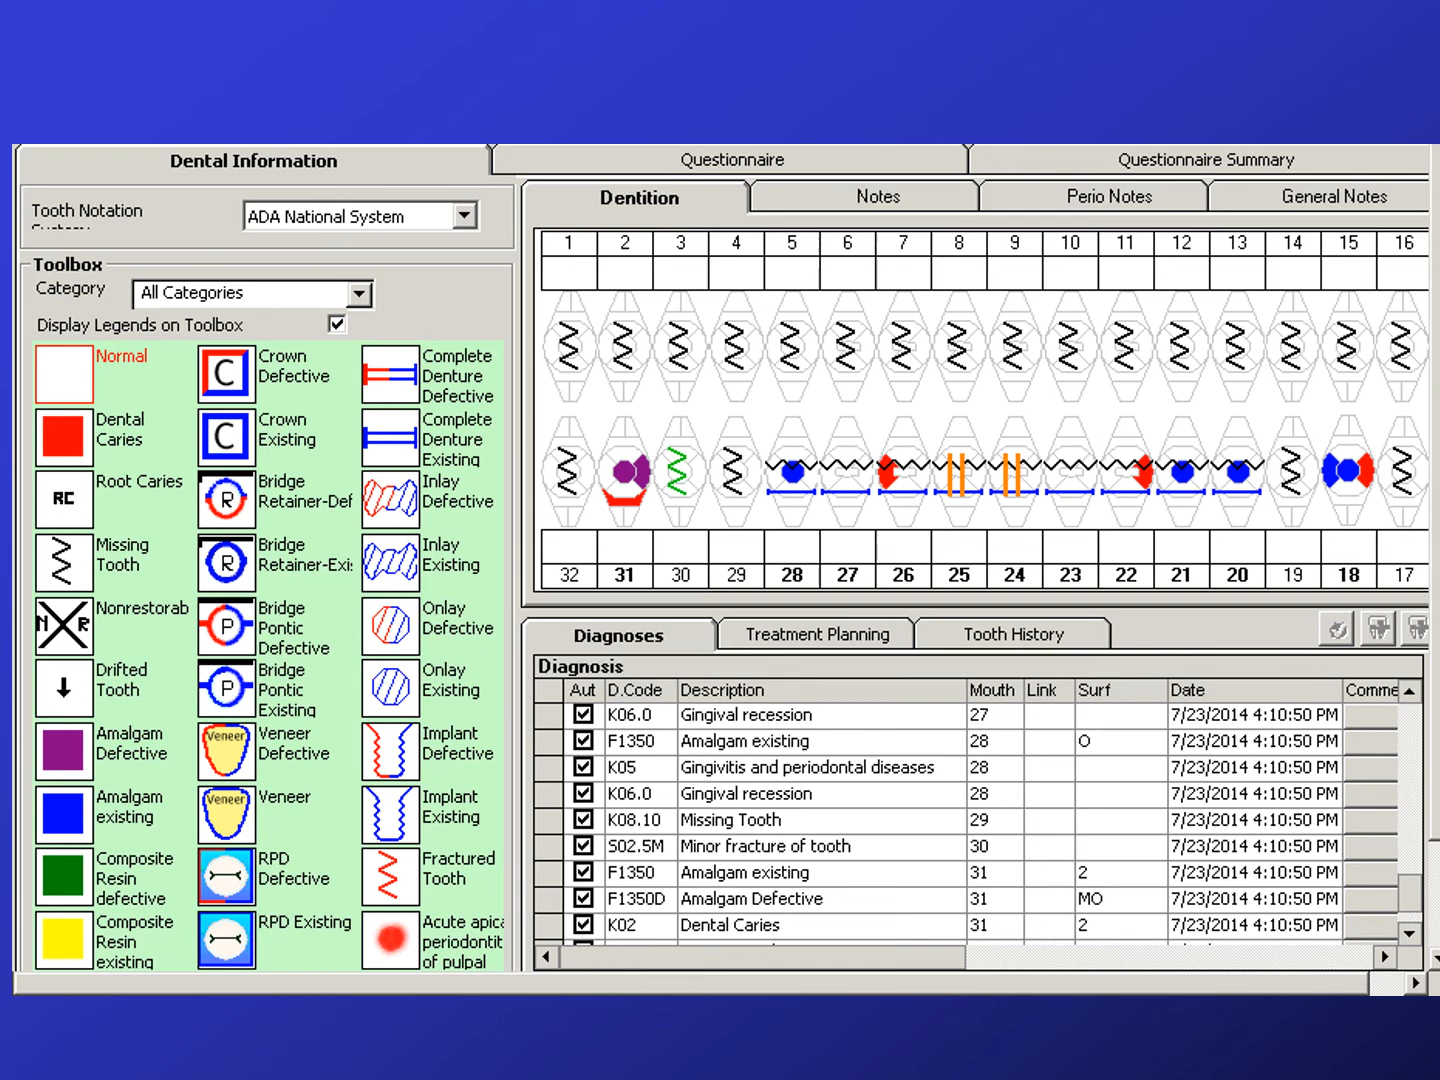 Dental Information
Questionnaire
Questionnaire Summary
Tooth Notation
ADA National System
Dentition
Notes
Perio Notes
General Notes
Toolbox
Category
All Categories
Display Legends on Toolbox
Normal
Crown
Defective
Complete
Denture
Defective
Dental
Caries
C
Crown
Existing
C
Complete
Denture
Existing
RC
Root Caries
R
Bridge
Retainer-Def
Inlay
Defective
Missing
Tooth
R
Bridge
Retainer-Exis
Inlay
Existing
N R
Nonrestorab
P
Bridge
Pontic
Defective
Onlay
Defective
Drifted
Tooth
P
Bridge
Pontic
Existing
Onlay
Existing
Amalgam
Defective
Veneer
Veneer
Defective
Implant
Defective
Amalgam
existing
Veneer
Veneer
Implant
Existing
Composite
Resin
defective
RPD
Defective
Fractured
Tooth
Composite
Resin
existing
RPD Existing
Acute apica
periodontit
of pulpal
1 2 3 4 5 6 7 8 9 10 11 12 13 14 15 16
32 31 30 29 28 27 26 25 24 23 22 21 20 19 18 17
Diagnoses
Treatment Planning
Tooth History
Diagnosis
Aut D.Code Description Mouth Link Surf Date Comme
K06.0 Gingival recession 27 7/23/2014 4:10:50 PM
F1350 Amalgam existing 28 O 7/23/2014 4:10:50 PM
K05 Gingivitis and periodontal diseases 28 7/23/2014 4:10:50 PM
K06.0 Gingival recession 28 7/23/2014 4:10:50 PM
K08.10 Missing Tooth 29 7/23/2014 4:10:50 PM
S02.5M Minor fracture of tooth 30 7/23/2014 4:10:50 PM
F1350 Amalgam existing 31 2 7/23/2014 4:10:50 PM
F1350D Amalgam Defective 31 MO 7/23/2014 4:10:50 PM
K02 Dental Caries 31 2 7/23/2014 4:10:50 PM